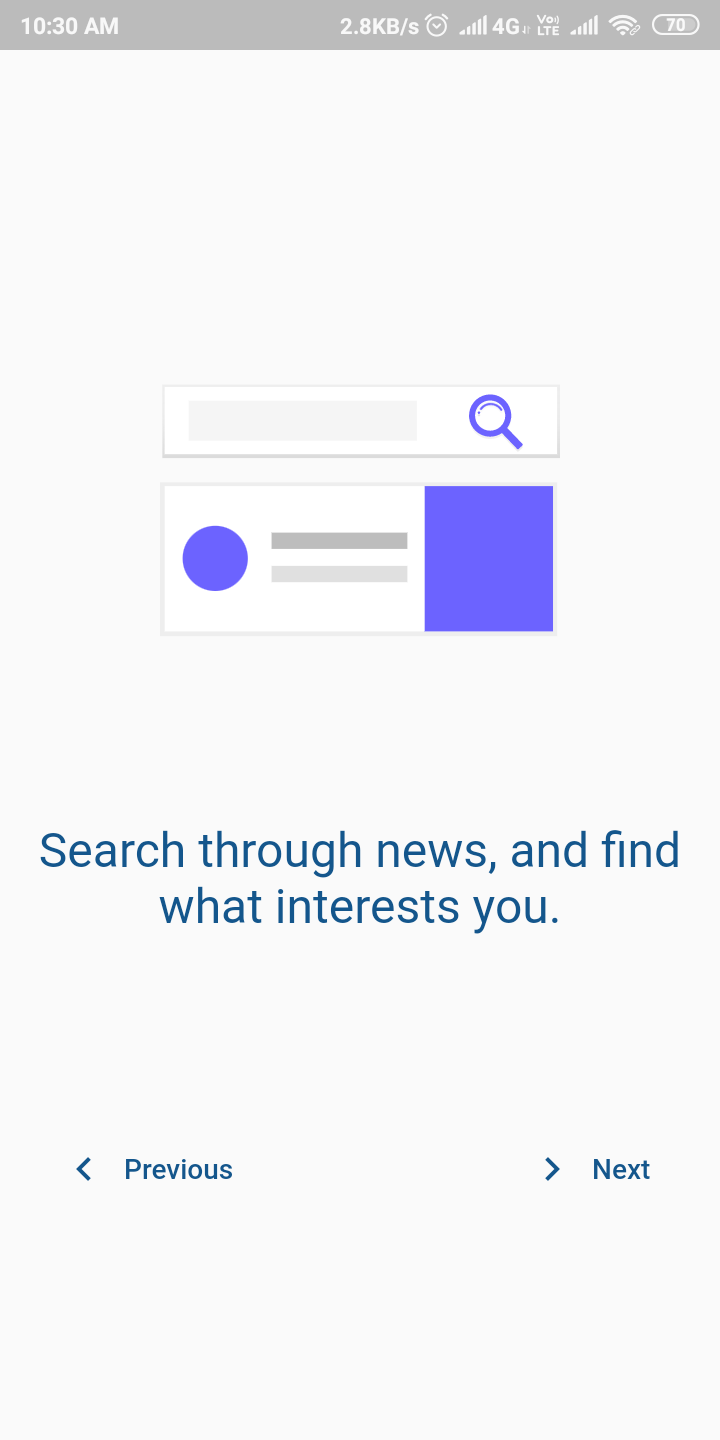 10:30 AM 2.8KB/s 4G Vo) LTE 70
Search through news, and find
what interests you.
Previous Next